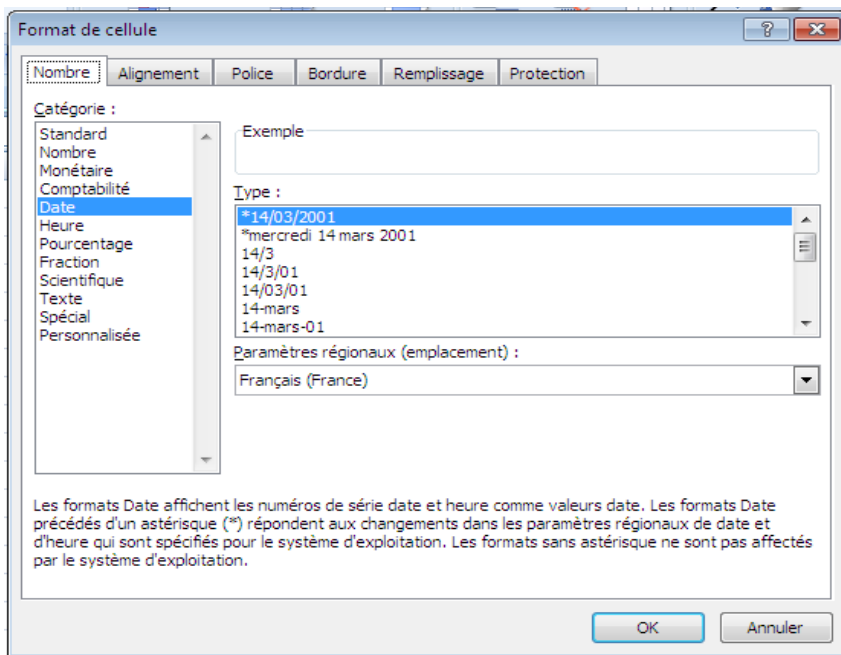 Format de cellule
Nombre Alignement Police Bordure Remplissage Protection
Catégorie :
Standard
Nombre
Monétaire
Comptabilité
Date
Heure
Pourcentage
Fraction
Scientifique
Texte
Spécial
Personnalisée
Exemple
Type :
*14/03/2001
*mercredi 14 mars 2001
14/3
14/3/01
14/03/01
14-mars
14-mars-01
Paramètres régionaux (emplacement) :
Français (France)
Les formats Date affichent les numéros de série date et heure comme valeurs date. Les formats Date
précédés d'un astérisque (*) répondent aux changements dans les paramètres régionaux de date et
d'heure qui sont spécifiés pour le système d'exploitation. Les formats sans astérisque ne sont pas affectés
par le système d'exploitation.
OK Annuler